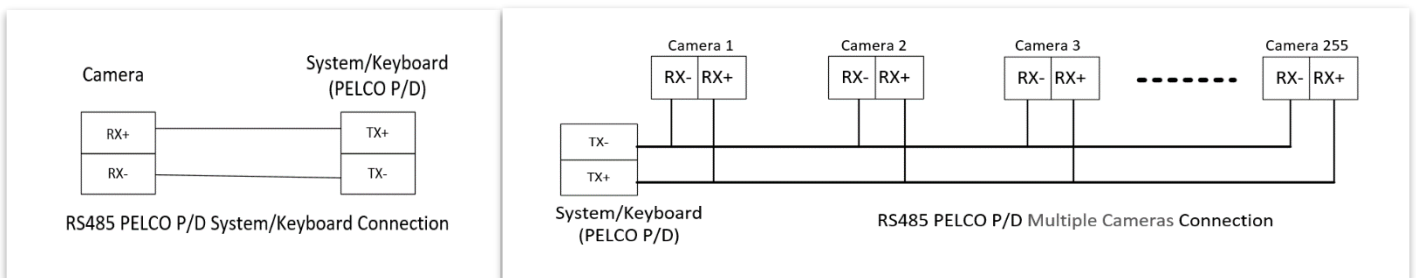 Camera
System/Keyboard
(PELCO P/D)
RX+
TX+
RX-
TX-
RS485 PELCO P/D System/Keyboard Connection
Camera 1
Camera 2
Camera 3
Camera 255
RX- RX+
RX- RX+
RX- RX+
RX- RX+
TX-
TX+
System/Keyboard
(PELCO P/D)
RS485 PELCO P/D Multiple Cameras Connection